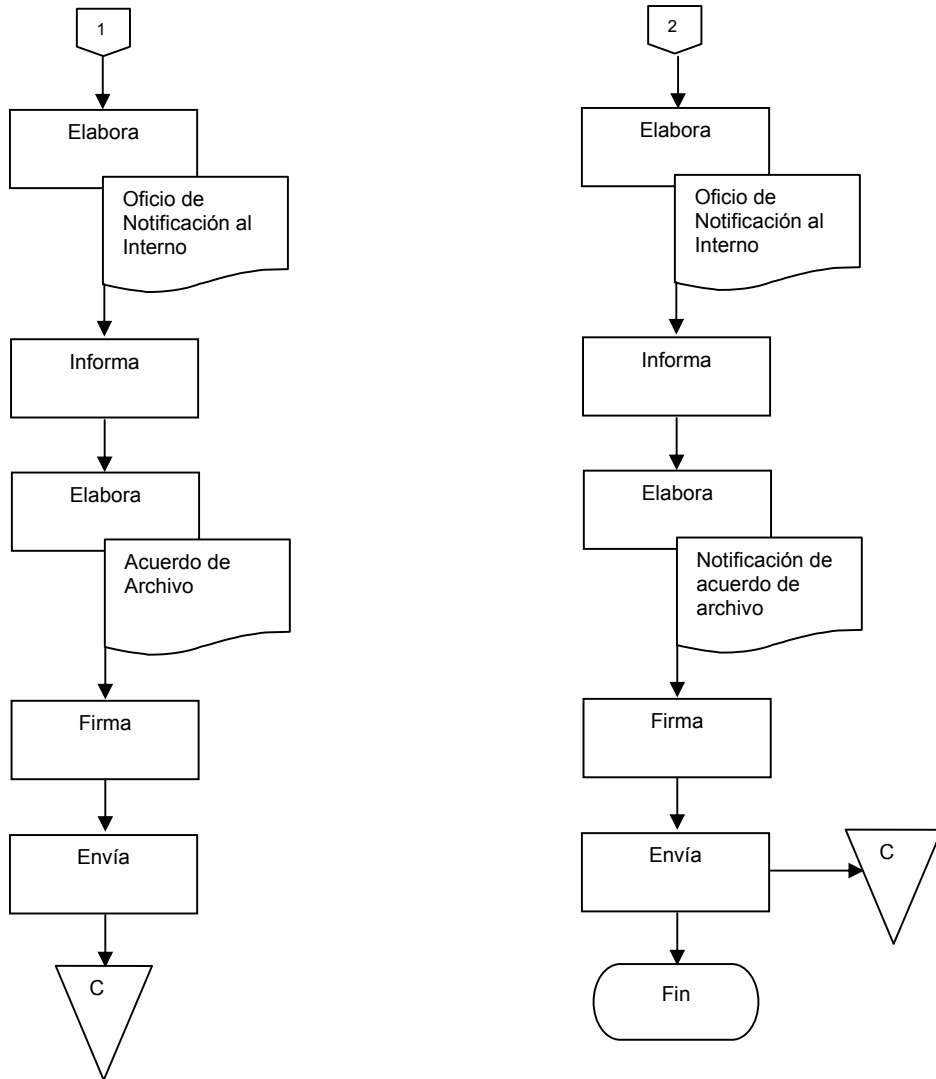 1
Elabora
Oficio de
Notificación al
Interno
Informa
Elabora
Acuerdo de
Archivo
Firma
Envía
C
2
Elabora
Oficio de
Notificación al
Interno
Informa
Elabora
Notificación de
acuerdo de
archivo
Firma
Envía
C
Fin